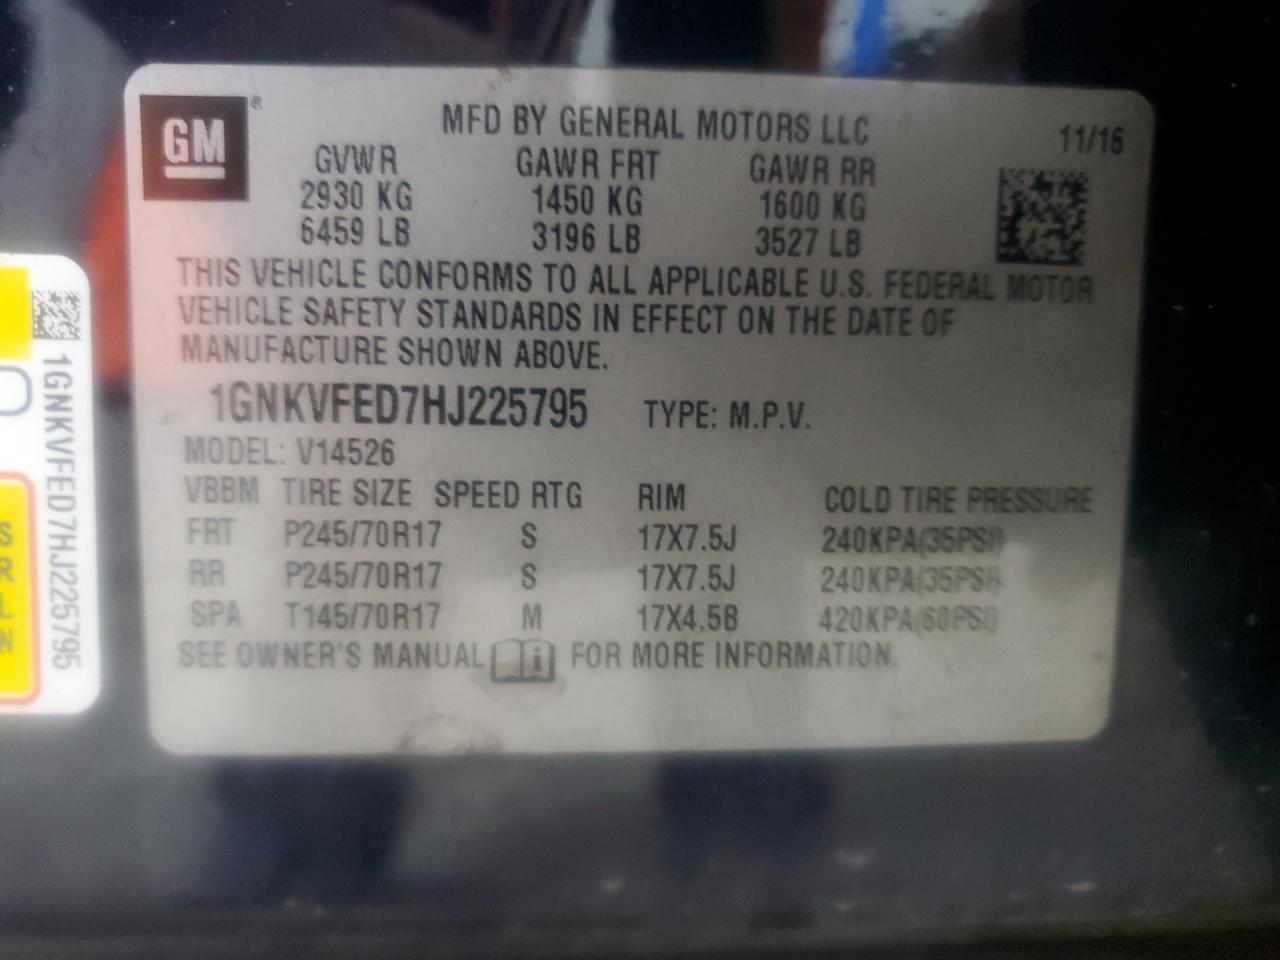 GM ®
MFD BY GENERAL MOTORS LLC
11/16
GVWR GAWR FRT GAWR RR
2930 KG 1450 KG 1600 KG
6459 LB 3196 LB 3527 LB
THIS VEHICLE CONFORMS TO ALL APPLICABLE U.S. FEDERAL MOTOR
VEHICLE SAFETY STANDARDS IN EFFECT ON THE DATE OF
MANUFACTURE SHOWN ABOVE.
1GNKVFED7HJ225795 TYPE: M.P.V.
MODEL: V14526
VBBM TIRE SIZE SPEED RTG RIM COLD TIRE PRESSURE
FRT P245/70R17 S 17X7.5J 240KPA(35PSI)
RR P245/70R17 S 17X7.5J 240KPA(35PSI)
SPA T145/70R17 M 17X4.5B 420KPA(60PSI)
SEE OWNER'S MANUAL i FOR MORE INFORMATION.
1GNKVFED7HJ225795
S
R
L
N